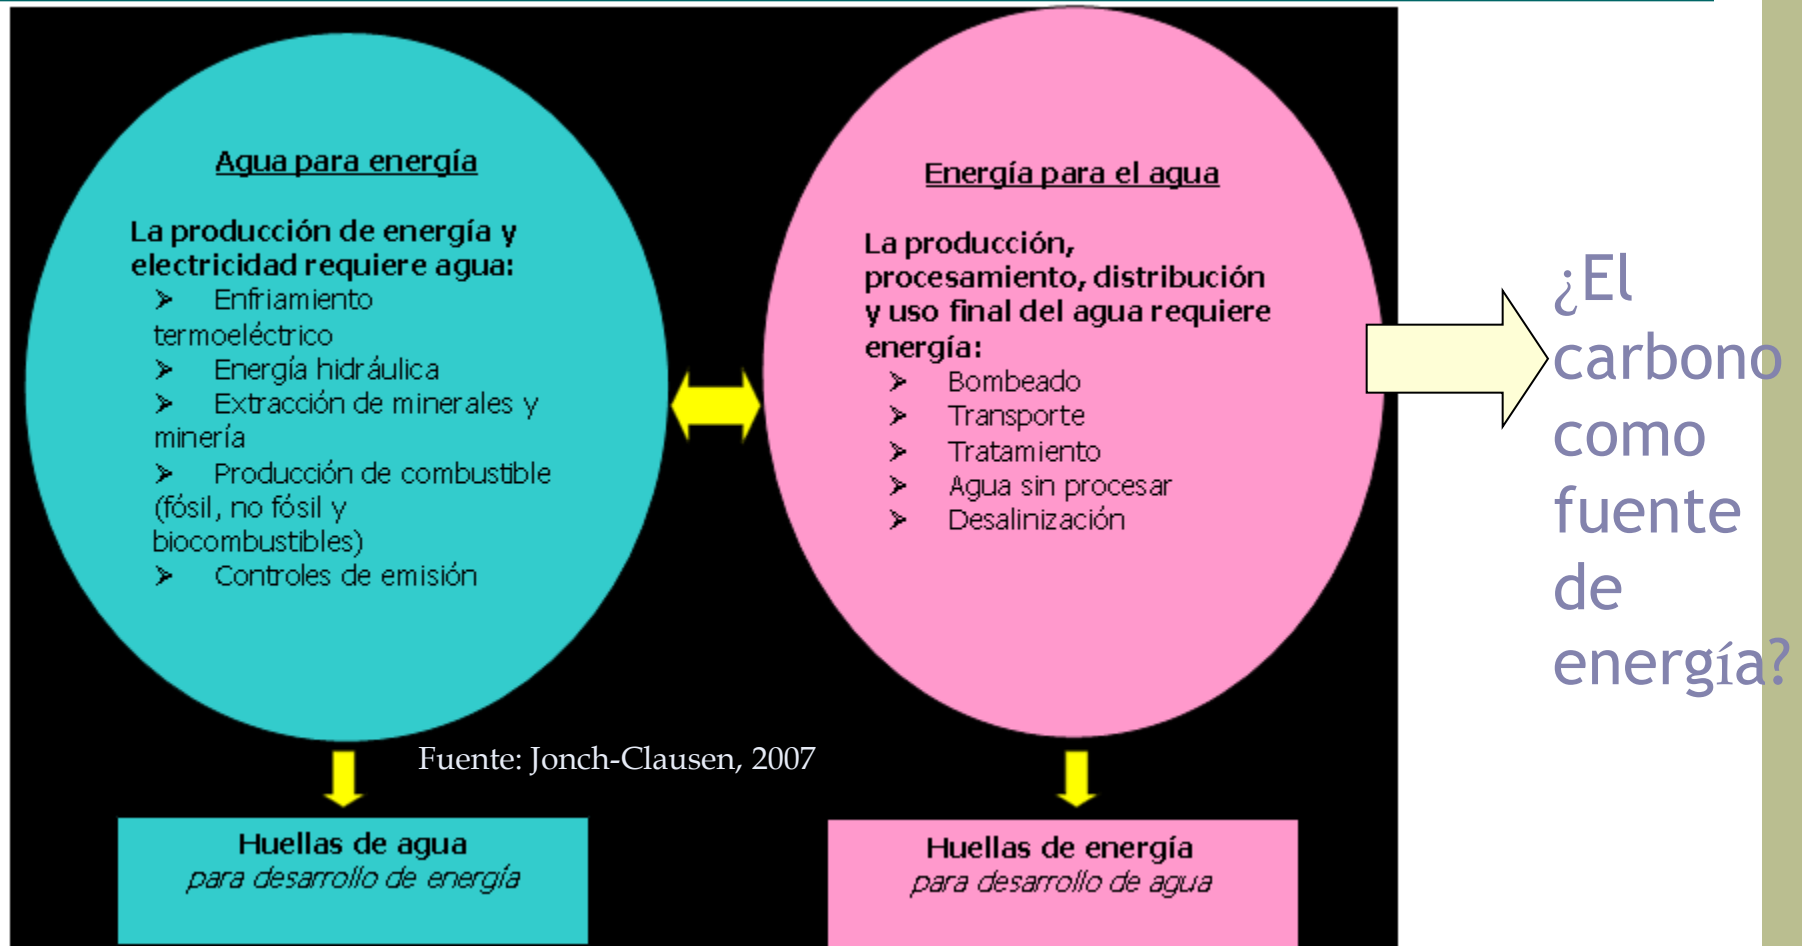 Agua para energía
La producción de energía y
electricidad requiere agua:
➢ Enfriamiento
termoeléctrico
➢ Energía hidráulica
➢ Extracción de minerales y
minería
➢ Producción de combustible
(fósil, no fósil y
biocombustibles)
➢ Controles de emisión
Energía para el agua
La producción,
procesamiento, distribución
y uso final del agua requiere
energía:
➢ Bombeado
➢ Transporte
➢ Tratamiento
➢ Agua sin procesar
➢ Desalinización
¿El
carbono
como
fuente
de
energía?
Fuente: Jonch-Clausen, 2007
Huellas de agua
para desarrollo de energía
Huellas de energía
para desarrollo de agua